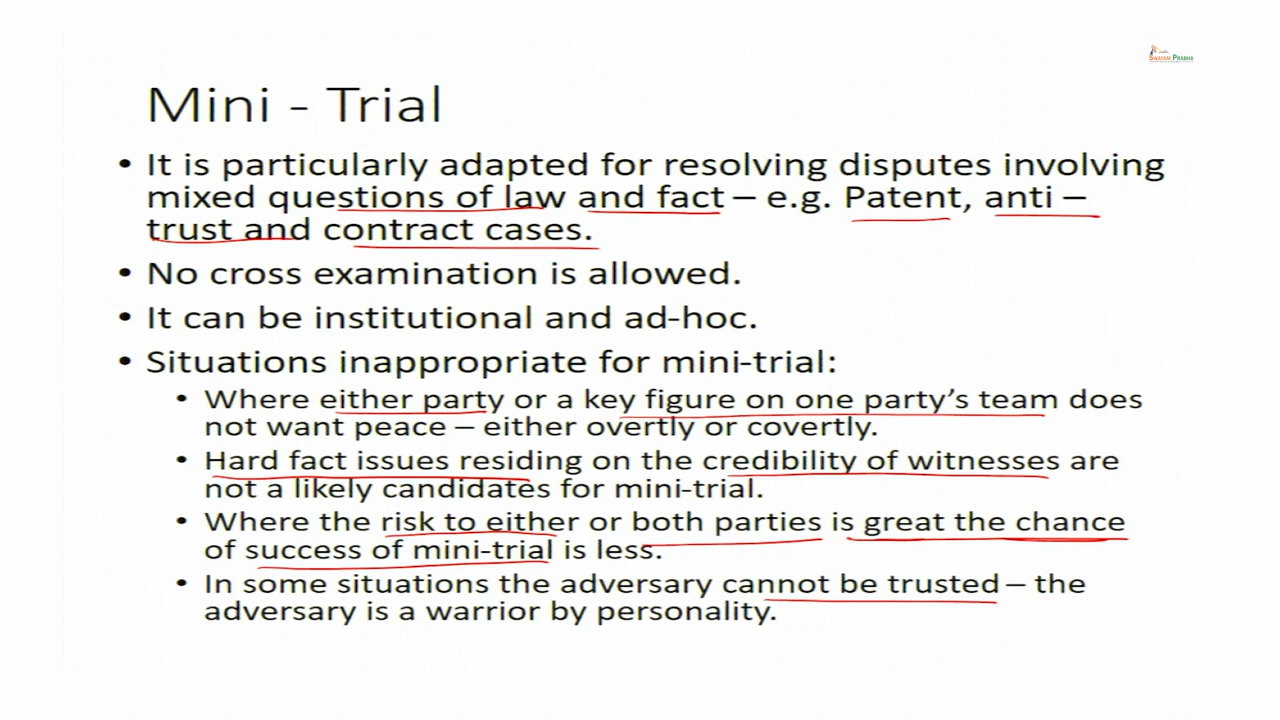 SWAYAM PRABHA
Mini - Trial
• It is particularly adapted for resolving disputes involving
mixed questions of law and fact – e.g. Patent, anti –
trust and contract cases.
• No cross examination is allowed.
• It can be institutional and ad-hoc.
• Situations inappropriate for mini-trial:
• Where either party or a key figure on one party's team does
not want peace – either overtly or covertly.
• Hard fact issues residing on the credibility of witnesses are
not a likely candidates for mini-trial.
• Where the risk to either or both parties is great the chance
of success of mini-trial is less.
• In some situations the adversary cannot be trusted – the
adversary is a warrior by personality.